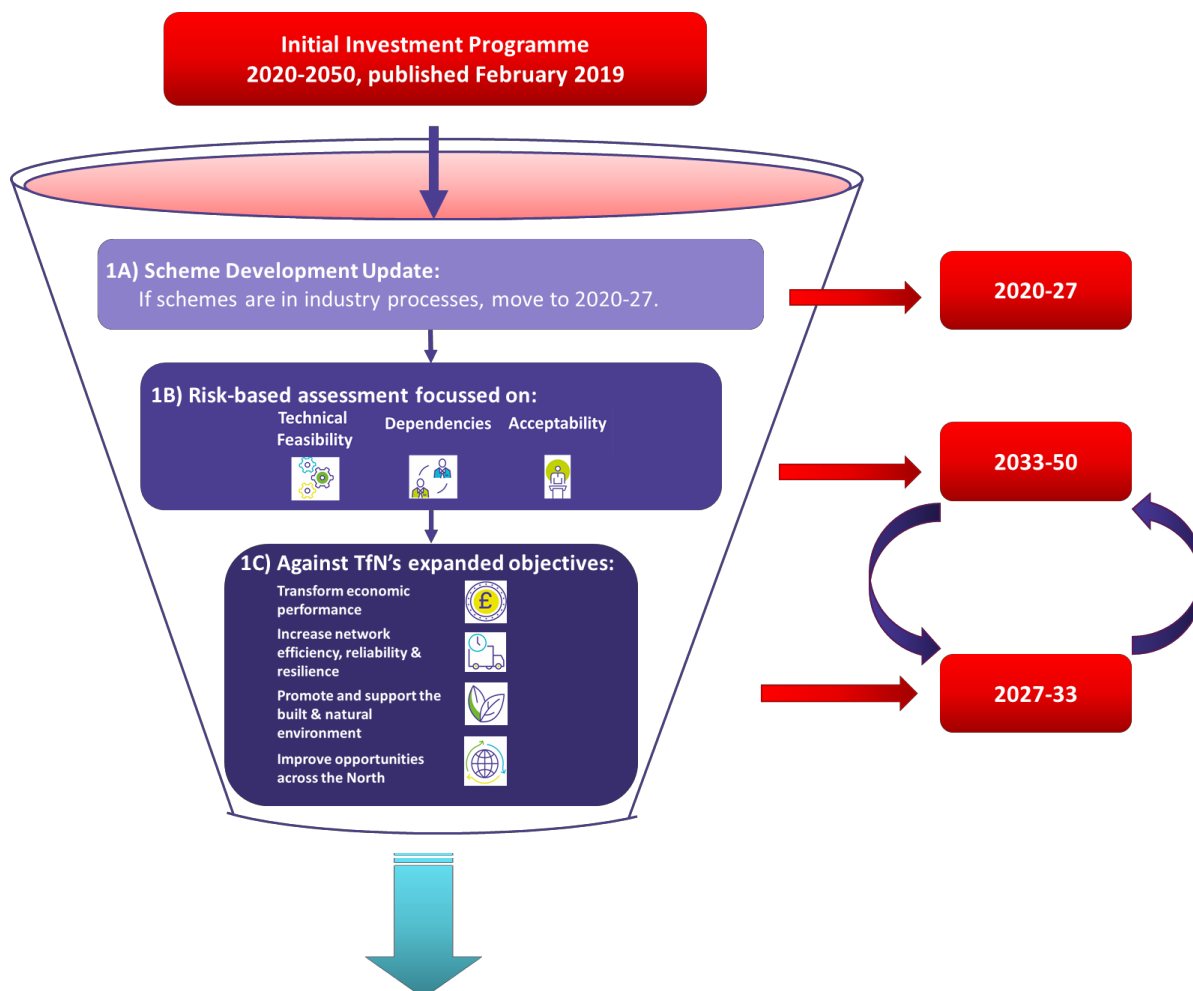 Initial Investment Programme
2020-2050, published February 2019
1A) Scheme Development Update:
If schemes are in industry processes, move to 2020-27.
2020-27
1B) Risk-based assessment focussed on:
Technical
Feasibility
Dependencies
Acceptability
2033-50
1C) Against TfN’s expanded objectives:
Transform economic
performance
£
Increase network
efficiency, reliability &
resilience
Promote and support the
built & natural
environment
Improve opportunities
across the North
2027-33